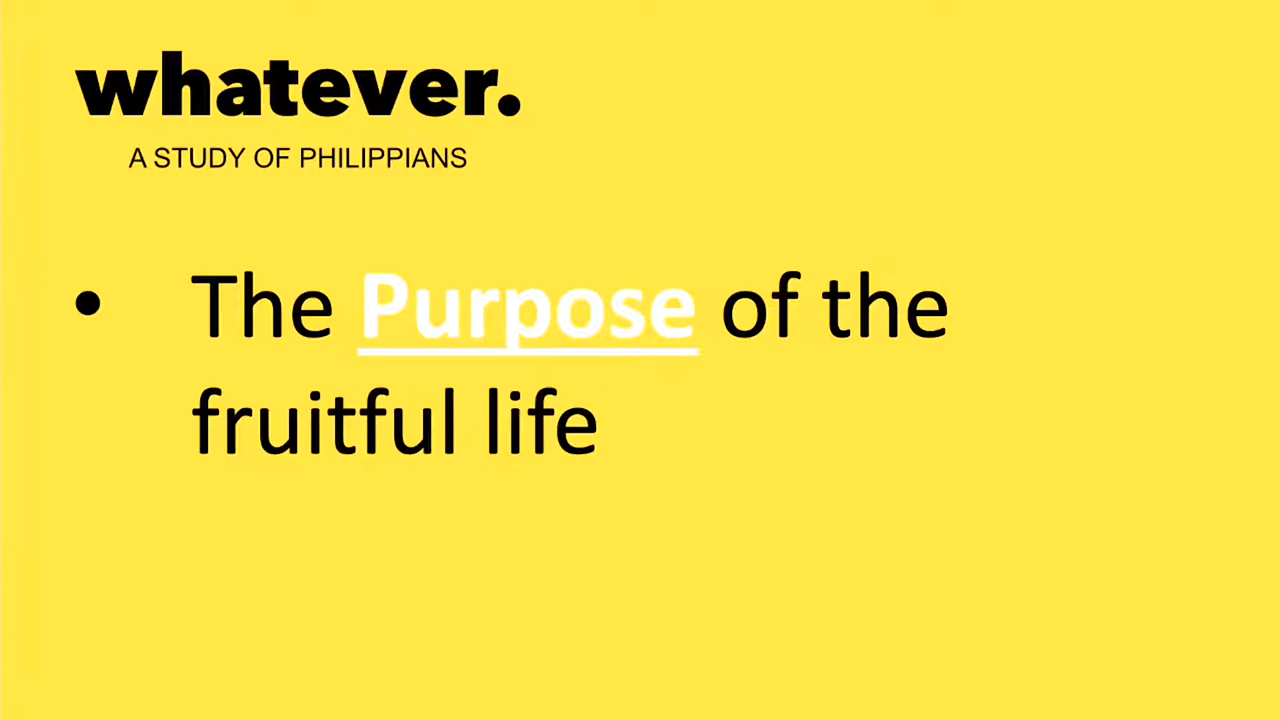 whatever.
A STUDY OF PHILIPPIANS
• The Purpose of the
fruitful life